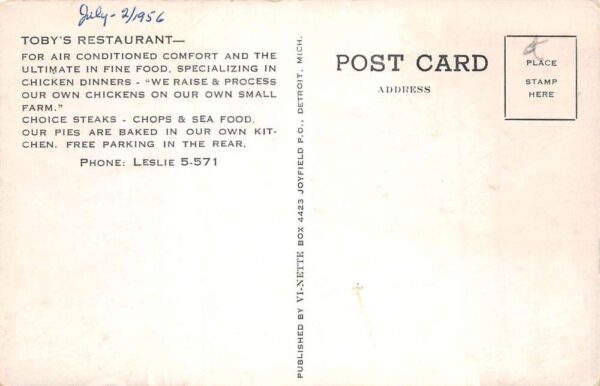 July - 2/1956
TOBY'S RESTAURANT—
FOR AIR CONDITIONED COMFORT AND THE
ULTIMATE IN FINE FOOD, SPECIALIZING IN
CHICKEN DINNERS - "WE RAISE & PROCESS
OUR OWN CHICKENS ON OUR OWN SMALL
FARM."
CHOICE STEAKS - CHOPS & SEA FOOD.
OUR PIES ARE BAKED IN OUR OWN KIT-
CHEN. FREE PARKING IN THE REAR.
PHONE: LESLIE 5-571
PUBLISHED BY VI-NETTE BOX 4423 JOYFIELD P.O., DETROIT, MICH.
POST CARD
ADDRESS
PLACE
STAMP
HERE